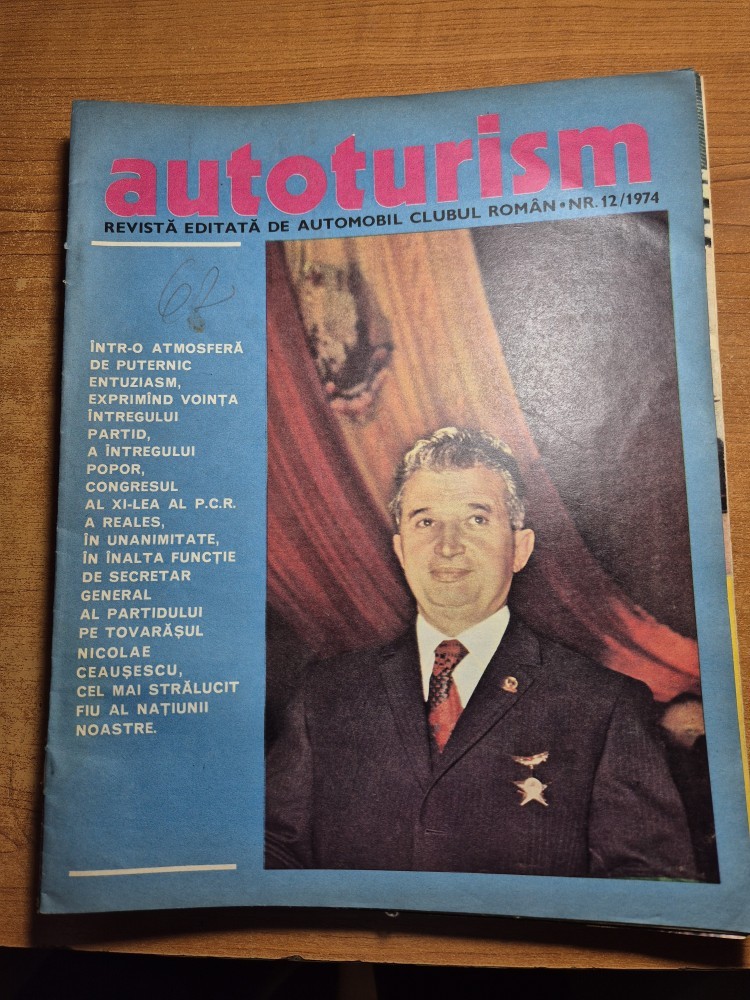 autoturism
REVISTĂ EDITATĂ DE AUTOMOBIL CLUBUL ROMÂN • NR. 12/1974
62
ÎNTR-O ATMOSFERĂ
DE PUTERNIC
ENTUZIASM,
EXPRIMÎND VOINȚA
ÎNTREGULUI
PARTID,
A ÎNTREGULUI
POPOR,
CONGRESUL
AL XI-LEA AL P.C.R.
A REALES,
ÎN UNANIMITATE,
ÎN ÎNALTA FUNCȚIE
DE SECRETAR
GENERAL
AL PARTIDULUI
PE TOVARĂȘUL
NICOLAE
CEAUȘESCU,
CEL MAI STRĂLUCIT
FIU AL NAȚIUNII
NOASTRE.